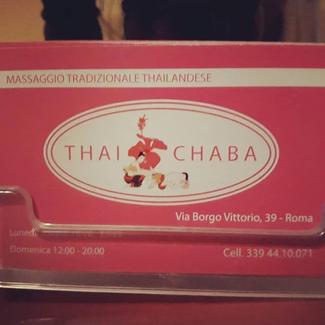 MASSAGGIO TRADIZIONALE THAILANDESE
THAI CHABA
Via Borgo Vittorio, 39 - Roma
Lunedì
Domenica 12:00 - 20:00
Cell. 339 44.10.071